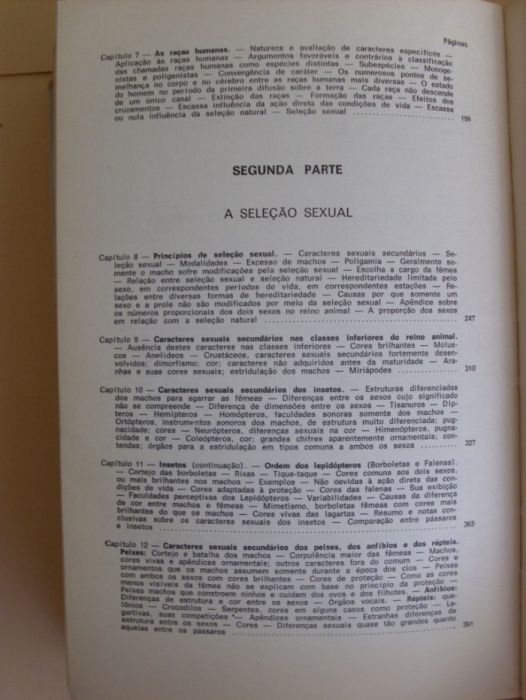 Páginas
Capítulo 7 — As raças humanas. — Natureza e avaliação de caracteres específicos —
Aplicação às raças humanas — Argumentos favoráveis e contrários à classificação
das chamadas raças humanas como espécies distintas — Subespécies — Monoge-
nistas e poligenistas — Convergência de caráter — Os numerosos pontos de se-
melhança no corpo e no cérebro entre as raças humanas mais diversas — O estado
do homem no período da primeira difusão sobre a terra — Cada raça não descende
de um único casal — Extinção das raças — Formação das raças — Efeitos dos
cruzamentos — Escassa influência da ação direta das condições de vida — Escassa
ou nula influência da seleção natural — Seleção sexual .................... 199
SEGUNDA PARTE
A SELEÇÃO SEXUAL
Capítulo 8 — Princípios de seleção sexual. — Caracteres sexuais secundários — Se-
leção sexual — Modalidades — Excesso de machos — Poligamia — Geralmente so-
mente o macho sofre modificações pela seleção sexual — Escolha a cargo da fêmea
— Relação entre seleção sexual e seleção natural — Hereditariedade limitada pelo
sexo, em correspondentes períodos de vida, em correspondentes estações — Re-
lações entre diversas formas de hereditariedade — Causas por que somente um
sexo e a prole não são modificados por meio da seleção sexual — Apêndice sobre
os números proporcionais dos dois sexos no reino animal — A proporção dos sexos
em relação com a seleção natural .................... 247
Capítulo 9 — Caracteres sexuais secundários nas classes inferiores do reino animal.
— Ausência destes caracteres nas classes inferiores — Cores brilhantes — Molus-
cos — Anelídeos — Crustáceos, caracteres sexuais secundários fortemente desen-
volvidos; dimorfismo; cor; caracteres não adquiridos antes da maturidade — Ara-
nhas e suas cores sexuais; estridulação dos machos — Miriápodes .................... 310
Capítulo 10 — Caracteres sexuais secundários dos insetos. — Estruturas diferenciadas
dos machos para agarrar as fêmeas — Diferenças entre os sexos cujo significado
não se compreende — Diferença de dimensões entre os sexos — Tisanuros — Díp-
teros — Hemípteros — Homópteros, faculdades sonoras somente dos machos —
Ortópteros, instrumentos sonoros dos machos, de estrutura muito diferenciada; pug-
nacidade; cores — Neurópteros, diferenças sexuais na cor — Himenópteros, pugna-
cidade e cor — Coleópteros, cor; grandes chifres aparentemente ornamentais; con-
tendas; órgãos para a estridulação em tipos comuns a ambos os sexos .......... 327
Capítulo 11 — Insetos (continuação). — Ordem dos lepidópteros (Borboletas e Falenas).
— Cortejo das borboletas — Rixas — Tique-taque — Cores comuns aos dois sexos,
ou mais brilhantes nos machos — Exemplos — Não devidas à ação direta das con-
dições de vida — Cores adaptadas à proteção — Cores das falenas — Sua exibição
— Faculdades perceptivas dos Lepidópteros — Variabilidades — Causas da diferença
de cor entre machos e fêmeas — Mimetismo, borboletas fêmeas com cores mais
brilhantes do que os machos — Cores vivas das lagartas — Resumo e notas con-
clusivas sobre os caracteres sexuais dos insetos — Comparação entre pássaros
e insetos .................... 365
Capítulo 12 — Caracteres sexuais secundários dos peixes, dos anfíbios e dos répteis.
Peixes: Cortejo e batalha dos machos — Corpulência maior das fêmeas — Machos,
cores vivas e apêndices ornamentais; outros caracteres fora do comum — Cores e
ornamentos que os machos assumem somente durante a época dos cios — Peixes
com ambos os sexos com cores brilhantes — Cores de proteção — Como as cores
menos visíveis da fêmea não se explicam com base no princípio da proteção —
Peixes machos que constroem ninhos e cuidam dos ovos e dos filhotes. — Anfíbios:
Diferenças de estrutura e cor entre os sexos — Órgãos vocais. — Répteis: que-
lônios — Crocodilos — Serpentes, cores em alguns casos como proteção — La-
gartixas, suas competições — Apêndices ornamentais — Estranhas diferenças de
estrutura entre os sexos — Cores — Diferenças sexuais quase tão grandes quanto
aquelas entre os pássaros .................... 391